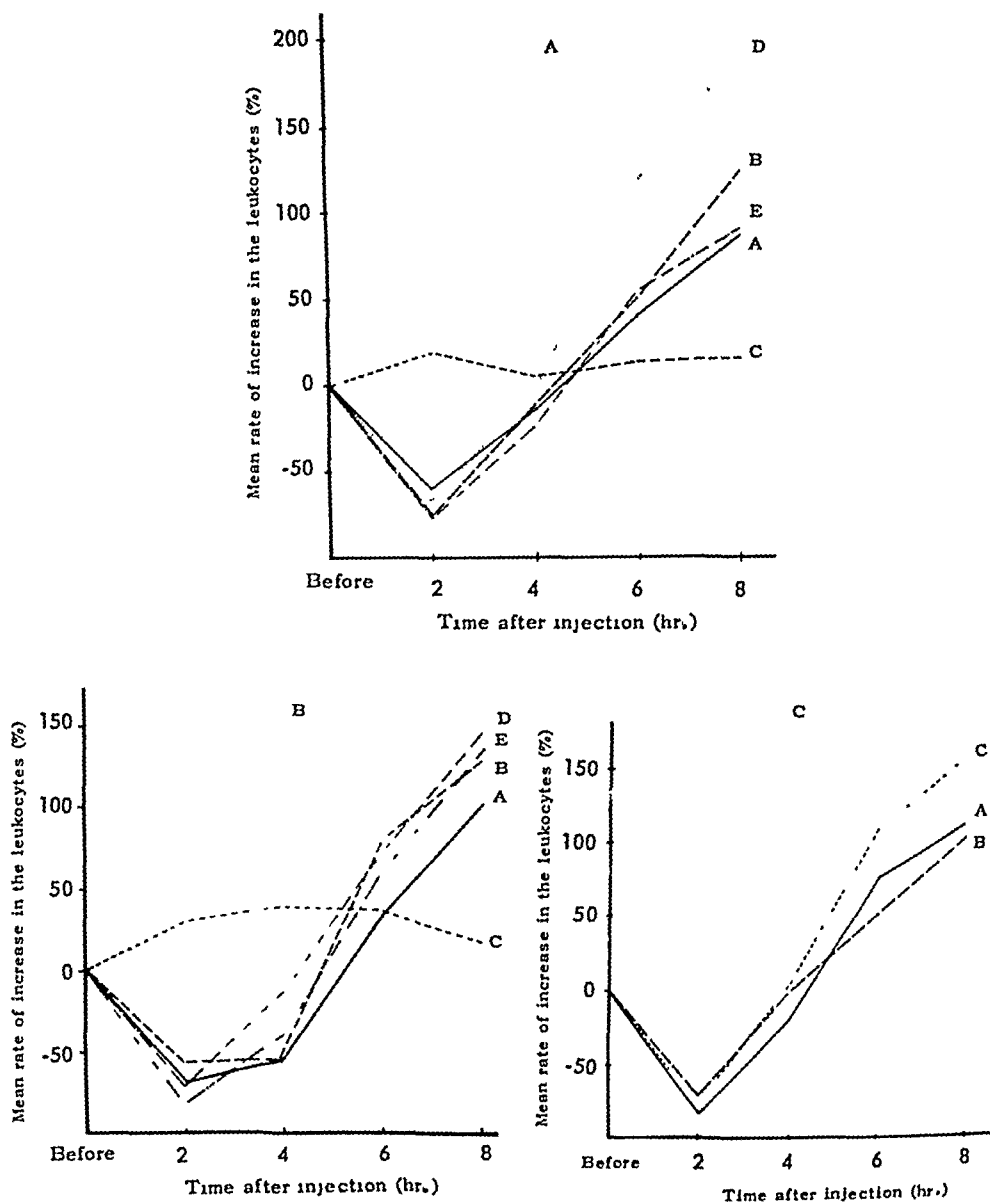 A
D
Mean rate of increase in the leukocytes (%)
200
150
100
50
0
-50
B
E
A
C
Before 2 4 6 8
Time after injection (hr.)
B
Mean rate of increase in the leukocytes (%)
150
100
50
0
-50
D
E
B
A
C
Before 2 4 6 8
Time after injection (hr.)
C
Mean rate of increase in the leukocytes (%)
150
100
50
0
-50
C
A
B
Before 2 4 6 8
Time after injection (hr.)